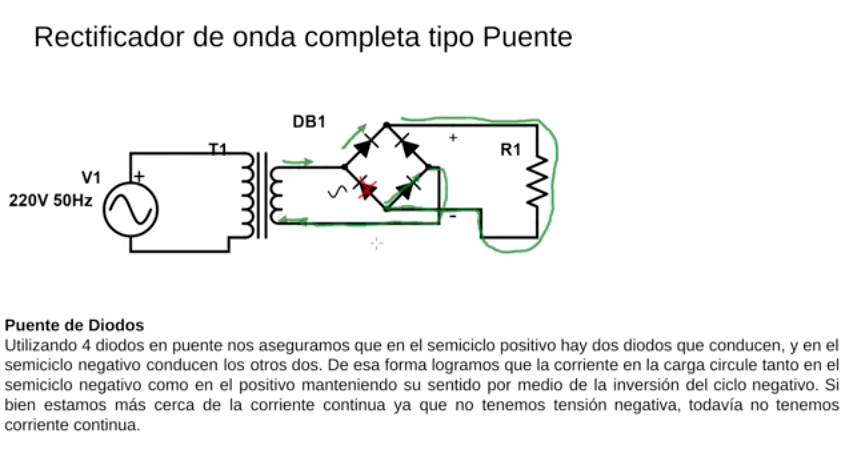 Rectificador de onda completa tipo Puente
DB1
T1
+
R1
V1
+
220V 50Hz
-
Puente de Diodos
Utilizando 4 diodos en puente nos aseguramos que en el semiciclo positivo hay dos diodos que conducen, y en el
semiciclo negativo conducen los otros dos. De esa forma logramos que la corriente en la carga circule tanto en el
semiciclo negativo como en el positivo manteniendo su sentido por medio de la inversión del ciclo negativo. Si
bien estamos más cerca de la corriente continua ya que no tenemos tensión negativa, todavía no tenemos
corriente continua.